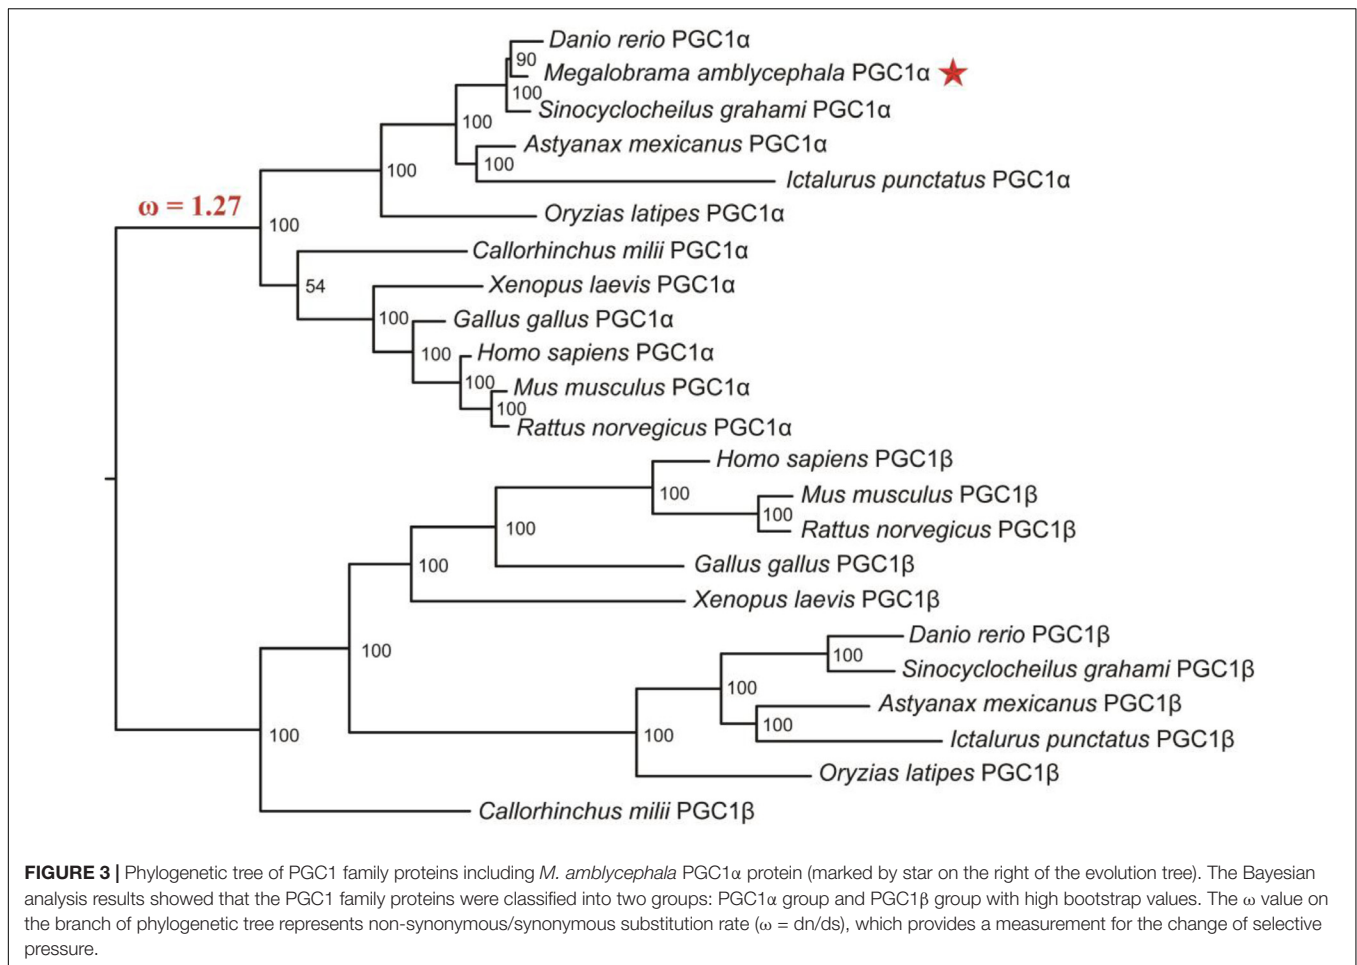 Danio rerio PGC1α
90
Megalobrama amblycephala PGC1α
100
Sinocyclocheilus grahami PGC1α
100
Astyanax mexicanus PGC1α
100
100
Ictalurus punctatus PGC1α
ω = 1.27
Oryzias latipes PGC1α
100
Callorhinchus milii PGC1α
54
Xenopus laevis PGC1α
100
Gallus gallus PGC1α
100
Homo sapiens PGC1α
100
Mus musculus PGC1α
100
Rattus norvegicus PGC1α
Homo sapiens PGC1β
100
Mus musculus PGC1β
100
100
Rattus norvegicus PGC1β
100
Gallus gallus PGC1β
Xenopus laevis PGC1β
Danio rerio PGC1β
100
100
Sinocyclocheilus grahami PGC1β
100
Astyanax mexicanus PGC1β
100
100
100
Ictalurus punctatus PGC1β
Oryzias latipes PGC1β
Callorhinchus milii PGC1β
FIGURE 3 | Phylogenetic tree of PGC1 family proteins including M. amblycephala PGC1α protein (marked by star on the right of the evolution tree). The Bayesian
analysis results showed that the PGC1 family proteins were classified into two groups: PGC1α group and PGC1β group with high bootstrap values. The ω value on
the branch of phylogenetic tree represents non-synonymous/synonymous substitution rate (ω = dn/ds), which provides a measurement for the change of selective
pressure.